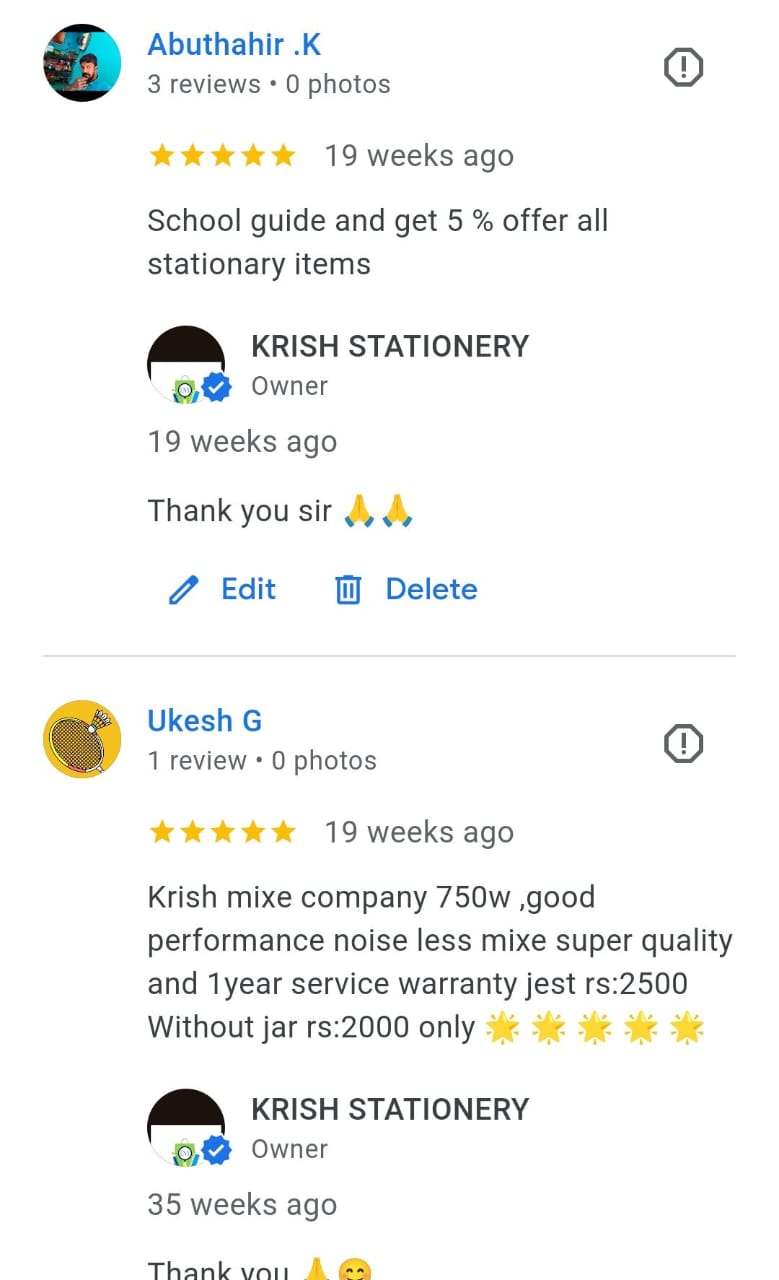 Abuthahir .K
3 reviews • 0 photos
★★★★★ 19 weeks ago
School guide and get 5 % offer all
stationary items
KRISH STATIONERY
Owner
19 weeks ago
Thank you sir 🙏🙏
Edit Delete
Ukesh G
1 review • 0 photos
★★★★★ 19 weeks ago
Krish mixe company 750w ,good
performance noise less mixe super quality
and 1year service warranty jest rs:2500
Without jar rs:2000 only 🌟 🌟 🌟 🌟 🌟
KRISH STATIONERY
Owner
35 weeks ago
Thank you 🙏😊